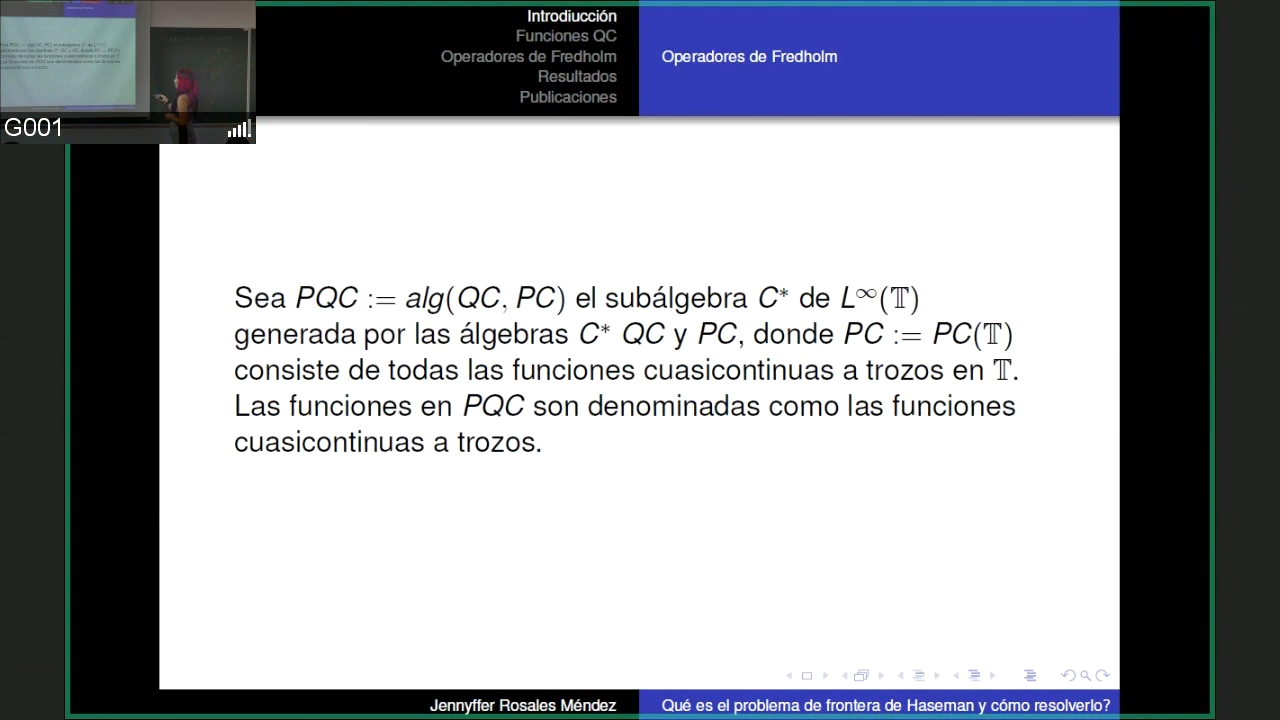 Introdiucción
Funciones QC
Operadores de Fredholm
Resultados
Publicaciones
Operadores de Fredholm
G001
Sea PQC := alg(QC, PC) el subálgebra C* de L∞(𝕋)
generada por las álgebras C* QC y PC, donde PC := PC(𝕋)
consiste de todas las funciones cuasicontinuas a trozos en 𝕋.
Las funciones en PQC son denominadas como las funciones
cuasicontinuas a trozos.
Jennyffer Rosales Méndez
Qué es el problema de frontera de Haseman y cómo resolverlo?